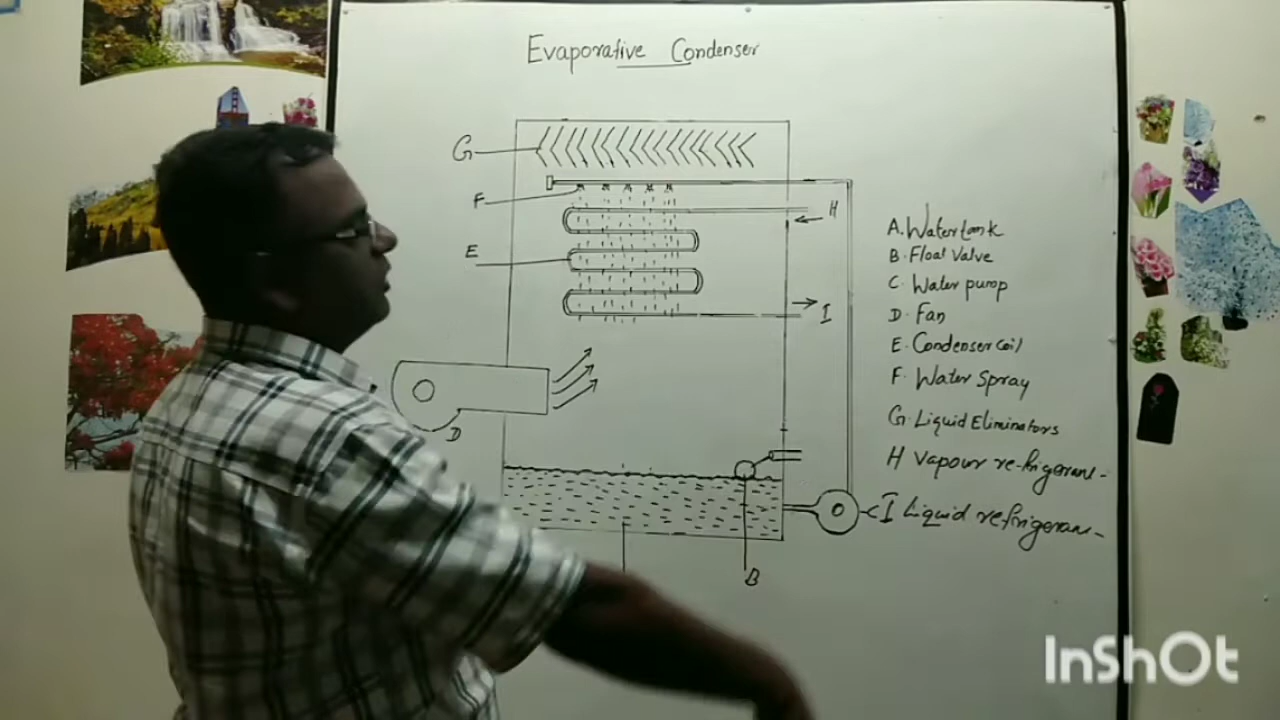 Evaporative Condenser
G
F
H
E
I
D
B
C
A. Water tank
B. Float Valve
C. Water pump
D. Fan
E. Condenser coil
F. Water Spray
G. Liquid Eliminators
H Vapour refrigerant
I Liquid refrigerant
InShOt